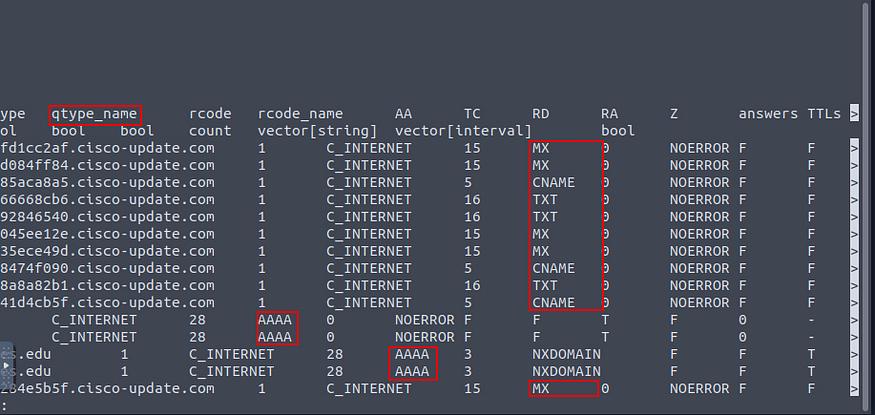 ype qtype_name rcode rcode_name AA TC RD RA Z answers TTLs >
ol bool bool count vector[string] vector[interval] bool
fd1cc2af.cisco-update.com 1 C_INTERNET 15 MX 0 NOERROR F F >
d084ff84.cisco-update.com 1 C_INTERNET 15 MX 0 NOERROR F F >
85aca8a5.cisco-update.com 1 C_INTERNET 5 CNAME 0 NOERROR F F >
66668cb6.cisco-update.com 1 C_INTERNET 16 TXT 0 NOERROR F F >
92846540.cisco-update.com 1 C_INTERNET 16 TXT 0 NOERROR F F >
045ee12e.cisco-update.com 1 C_INTERNET 15 MX 0 NOERROR F F >
35ece49d.cisco-update.com 1 C_INTERNET 15 MX 0 NOERROR F F >
8474f090.cisco-update.com 1 C_INTERNET 5 CNAME 0 NOERROR F F >
8a8a82b1.cisco-update.com 1 C_INTERNET 16 TXT 0 NOERROR F F >
41d4cb5f.cisco-update.com 1 C_INTERNET 5 CNAME 0 NOERROR F F >
C_INTERNET 28 AAAA 0 NOERROR F F T F 0 - >
C_INTERNET 28 AAAA 0 NOERROR F F T F 0 - >
es.edu 1 C_INTERNET 28 AAAA 3 NXDOMAIN F F T >
s.edu 1 C_INTERNET 28 AAAA 3 NXDOMAIN F F T >
284e5b5f.cisco-update.com 1 C_INTERNET 15 MX 0 NOERROR F F >
: